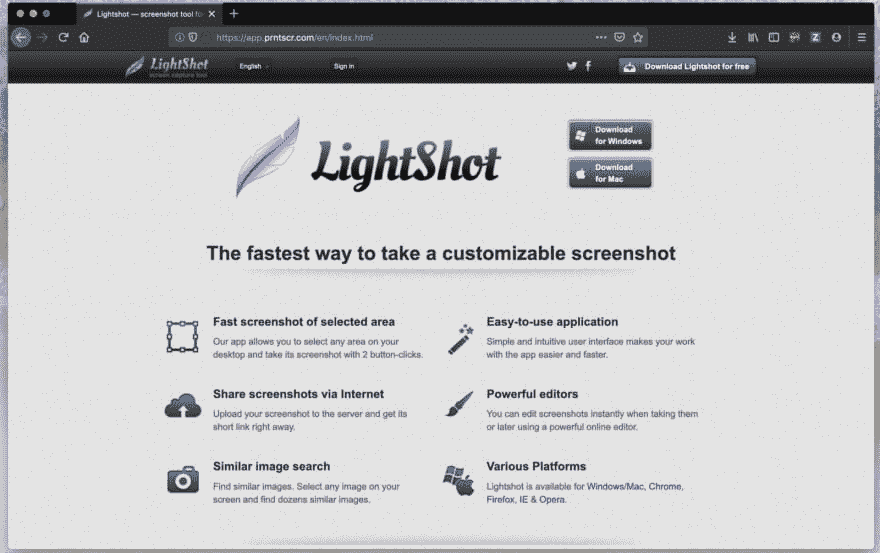 Lightshot — screenshot tool fo
https://app.prntscr.com/en/index.html
LightShot
screen capture tool
English
Sign in
Download Lightshot for free
LightShot
Download
for Windows
Download
for Mac
The fastest way to take a customizable screenshot
Fast screenshot of selected area
Our app allows you to select any area on your
desktop and take its screenshot with 2 button-clicks.
Easy-to-use application
Simple and intuitive user interface makes your work
with the app easier and faster.
Share screenshots via Internet
Upload your screenshot to the server and get its
short link right away.
Powerful editors
You can edit screenshots instantly when taking them
or later using a powerful online editor.
Similar image search
Find similar images. Select any image on your
screen and find dozens similar images.
Various Platforms
Lightshot is available for Windows/Mac, Chrome,
Firefox, IE & Opera.